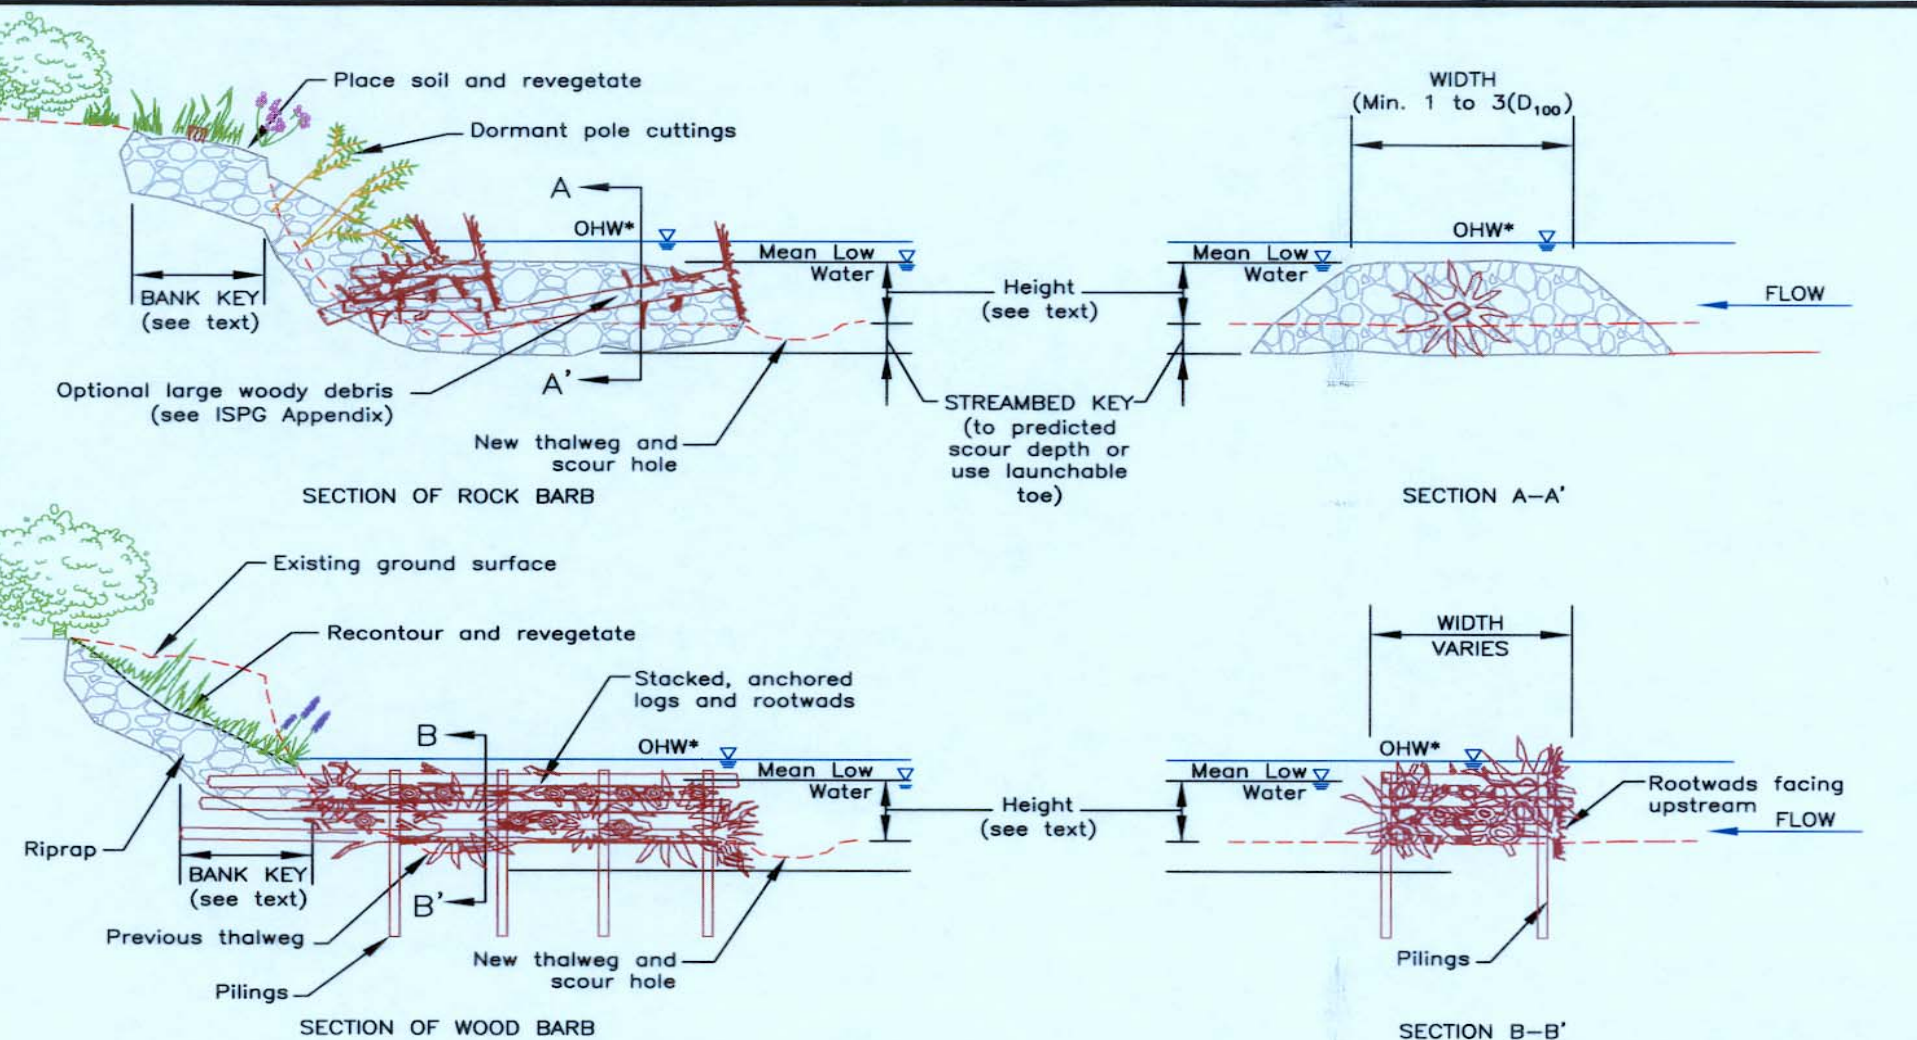 Place soil and revegetate
Dormant pole cuttings
A
OHW*
Mean Low
Water
BANK KEY
(see text)
Height
(see text)
Optional large woody debris
(see ISPG Appendix)
A'
New thalweg and
scour hole
STREAMBED KEY
(to predicted
scour depth or
use launchable
toe)
SECTION OF ROCK BARB
WIDTH
(Min. 1 to 3(D100)
OHW*
Mean Low
Water
FLOW
SECTION A-A'
Existing ground surface
Recontour and revegetate
Stacked, anchored
logs and rootwads
B
OHW*
Mean Low
Water
Height
(see text)
Riprap
BANK KEY
(see text)
B'
Previous thalweg
New thalweg and
scour hole
Pilings
SECTION OF WOOD BARB
WIDTH
VARIES
OHW*
Mean Low
Water
Rootwads facing
upstream
FLOW
Pilings
SECTION B-B'